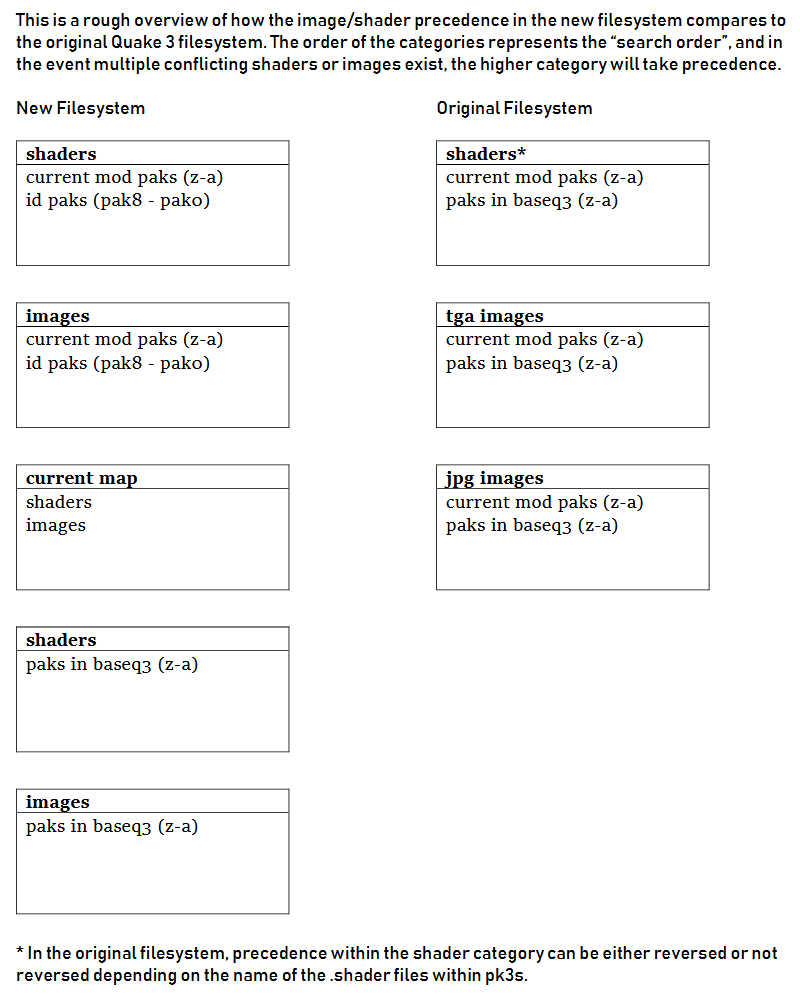 This is a rough overview of how the image/shader precedence in the new filesystem compares to
the original Quake 3 filesystem. The order of the categories represents the “search order”, and in
the event multiple conflicting shaders or images exist, the higher category will take precedence.
New Filesystem
shaders
current mod paks (z-a)
id paks (pak8 - pak0)
images
current mod paks (z-a)
id paks (pak8 - pak0)
current map
shaders
images
shaders
paks in baseq3 (z-a)
images
paks in baseq3 (z-a)
Original Filesystem
shaders*
current mod paks (z-a)
paks in baseq3 (z-a)
tga images
current mod paks (z-a)
paks in baseq3 (z-a)
jpg images
current mod paks (z-a)
paks in baseq3 (z-a)
* In the original filesystem, precedence within the shader category can be either reversed or not
reversed depending on the name of the .shader files within pk3s.